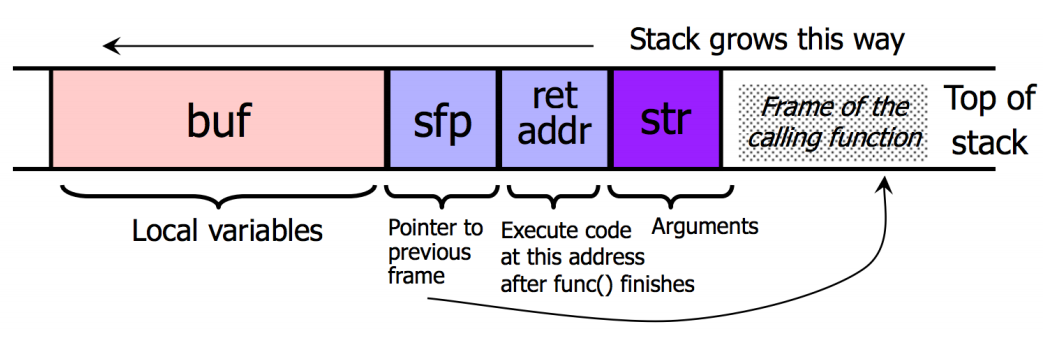 Stack grows this way
buf
sfp
ret
addr
str
Frame of the
calling function
Top of
stack
Local variables
Pointer to
previous
frame
Execute code
at this address
after func() finishes
Arguments